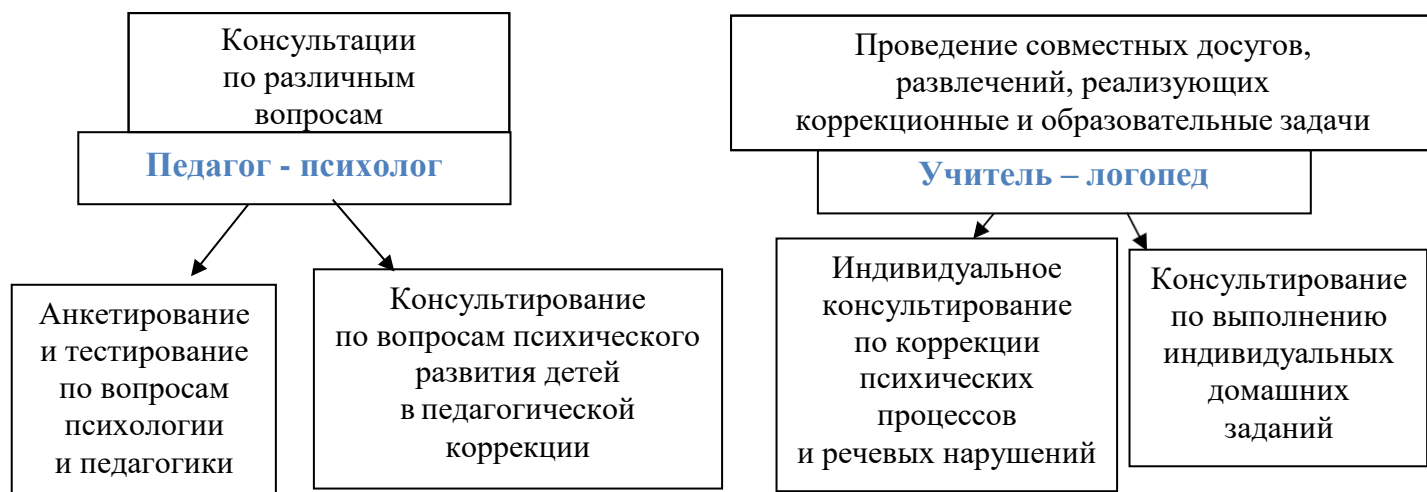 Консультации
по различным
вопросам
Педагог - психолог
Анкетирование
и тестирование
по вопросам
психологии
и педагогики
Консультирование
по вопросам психического
развития детей
в педагогической
коррекции
Проведение совместных досугов,
развлечений, реализующих
коррекционные и образовательные задачи
Учитель – логопед
Индивидуальное
консультирование
по коррекции
психических
процессов
и речевых нарушений
Консультирование
по выполнению
индивидуальных
домашних
заданий